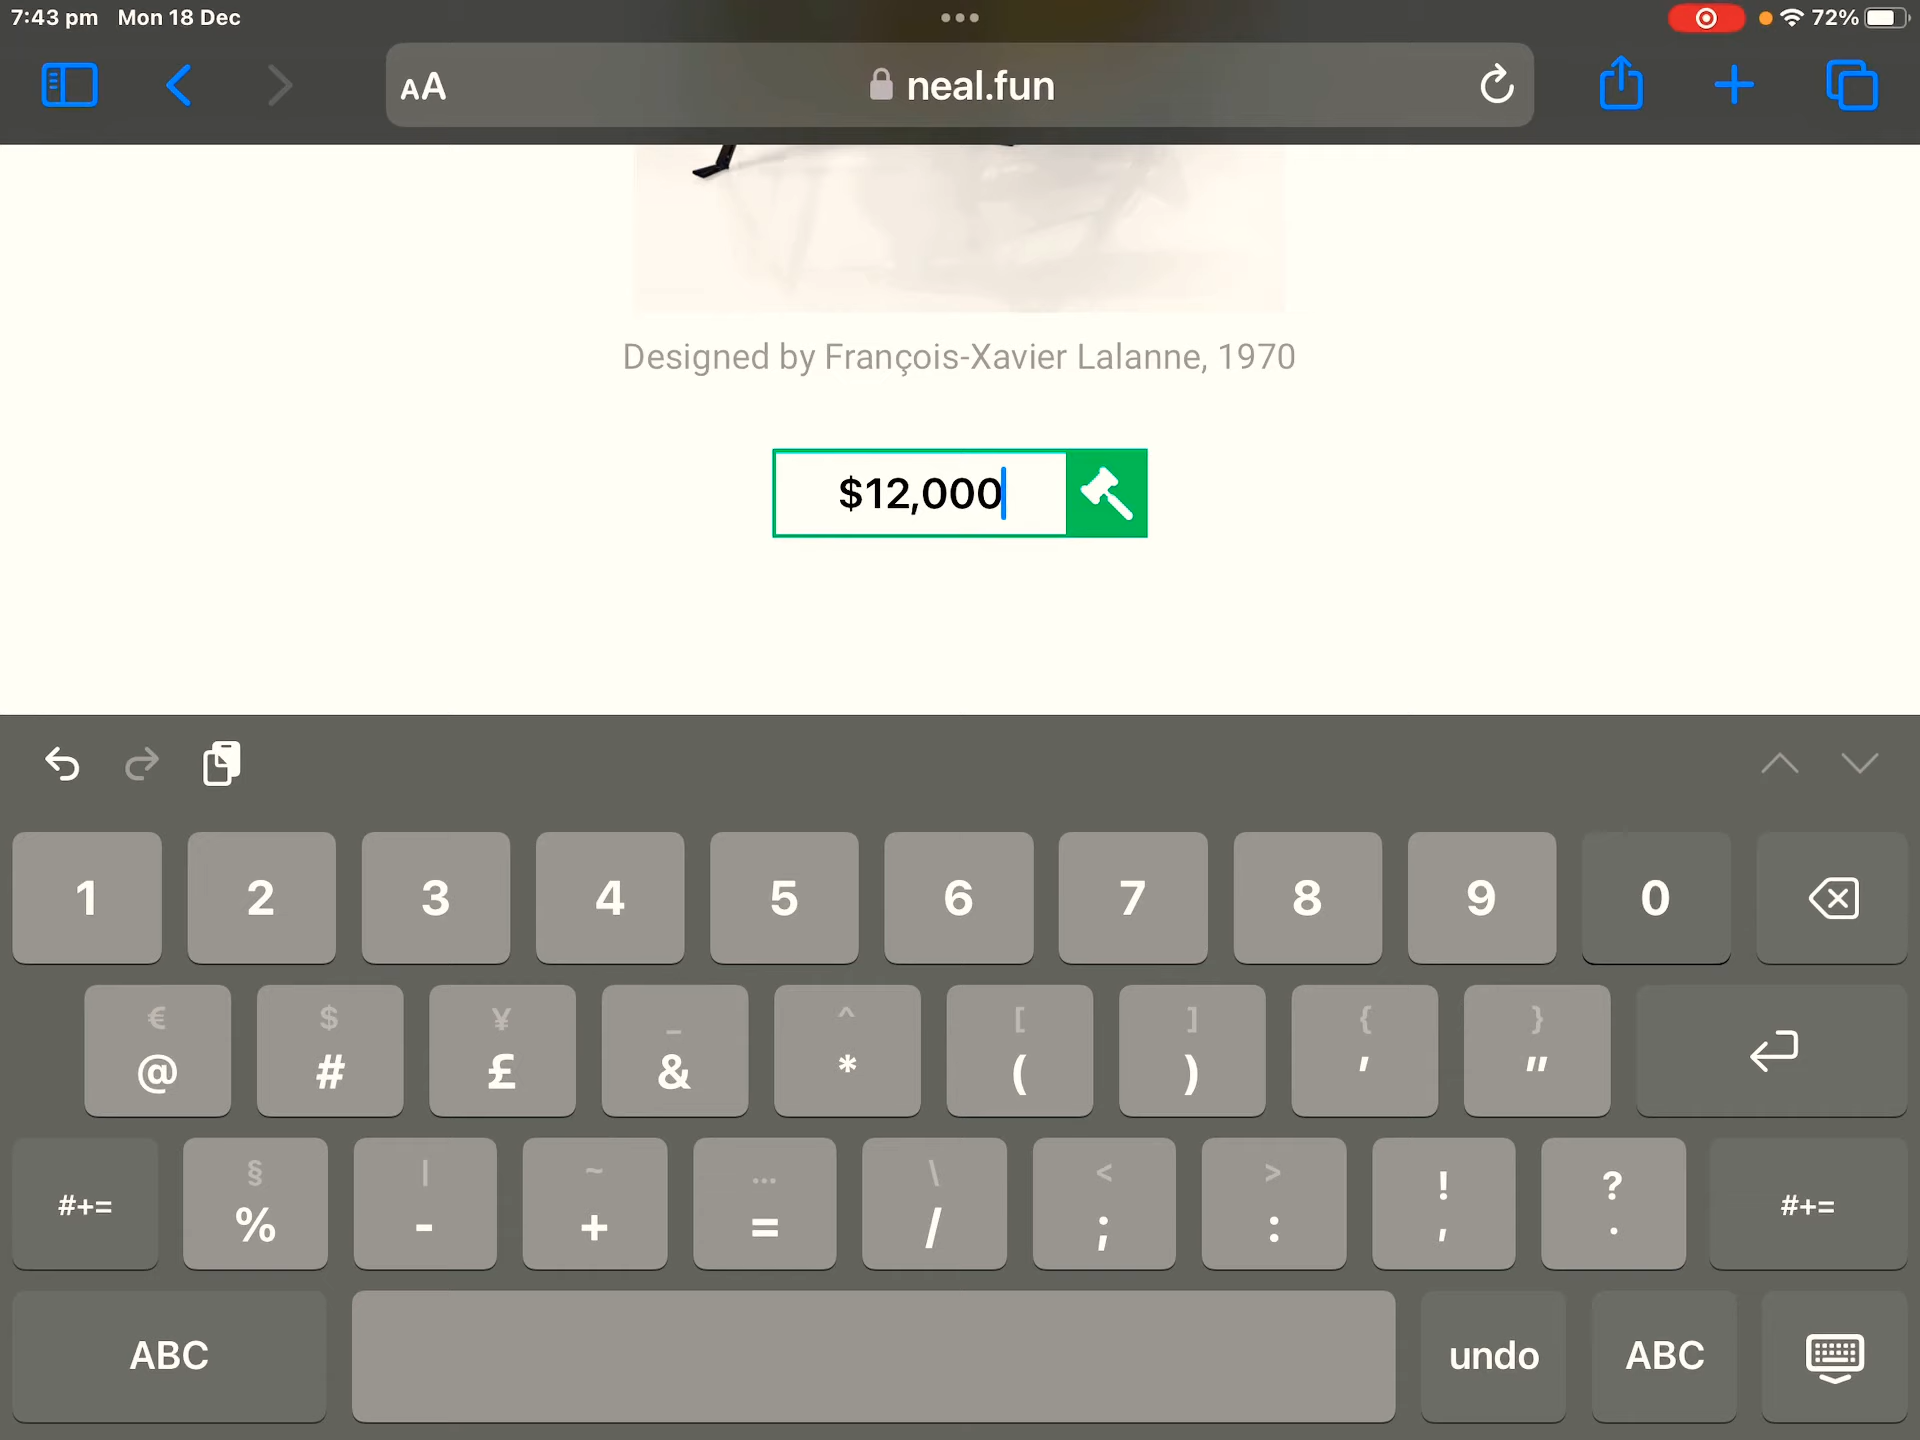 7:43 pm Mon 18 Dec
72%
AA
neal.fun
Designed by François-Xavier Lalanne, 1970
$12,000
1 2 3 4 5 6 7 8 9 0
€ $ ¥ _ ^ [ ] { }
@ # £ & * ( ) ' "
§ | ~ … \ < > ! ?
#+= % - + = / ; : , . #+=
ABC undo ABC